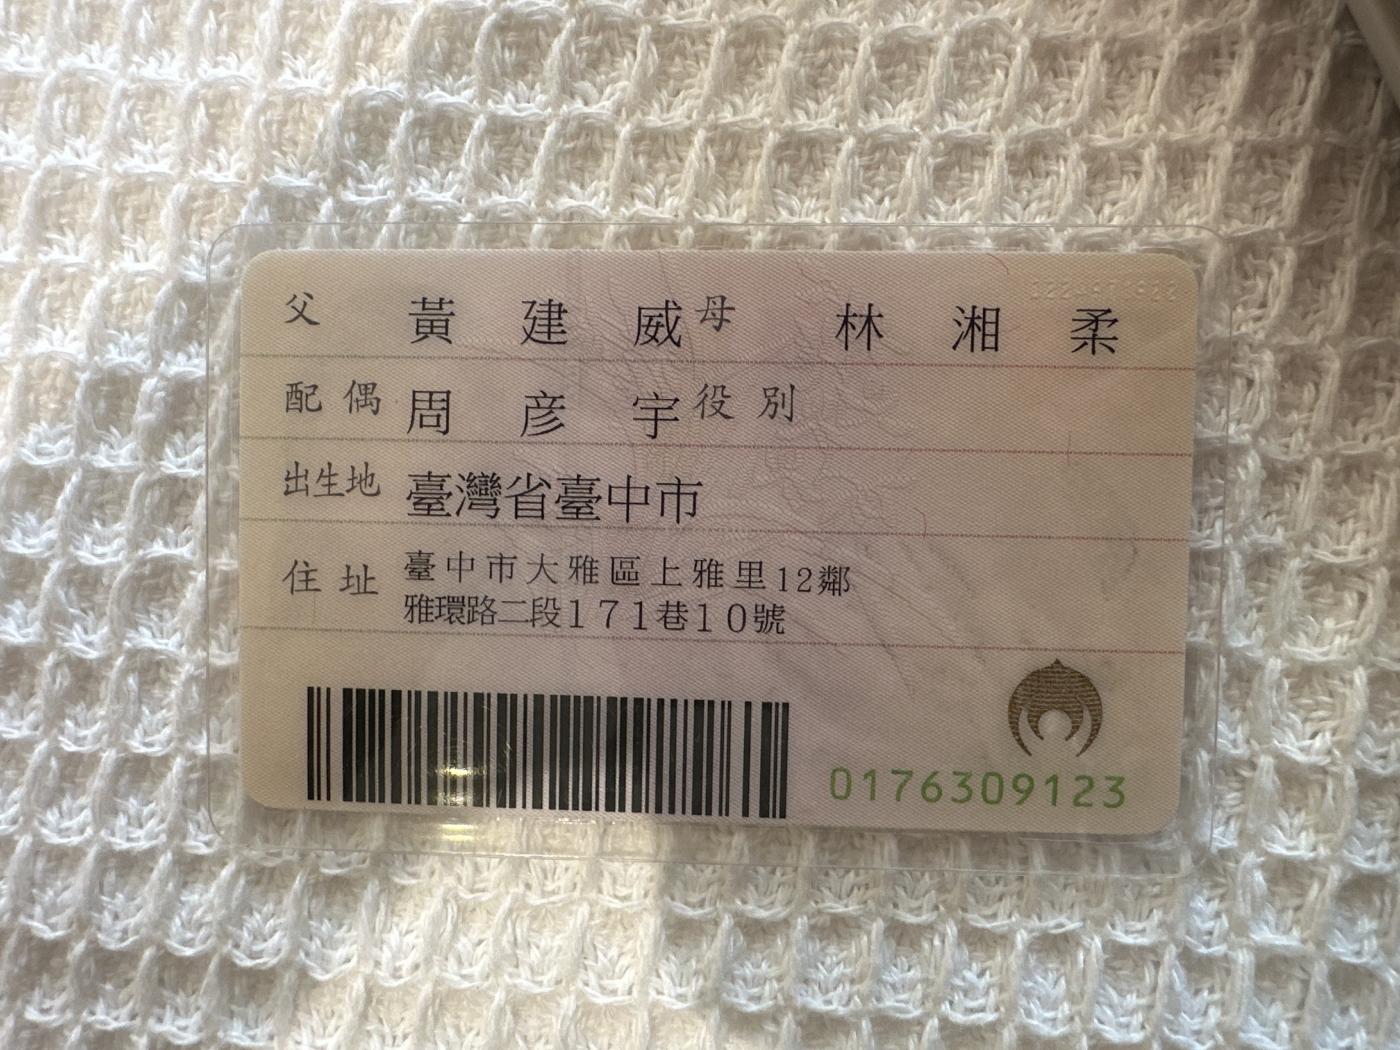 父 黃建威 母 林湘柔
配偶 周彦宇 役別
出生地 臺灣省臺中市
住址 臺中市大雅區上雅里12鄰
雅環路二段171巷10號
0176309123